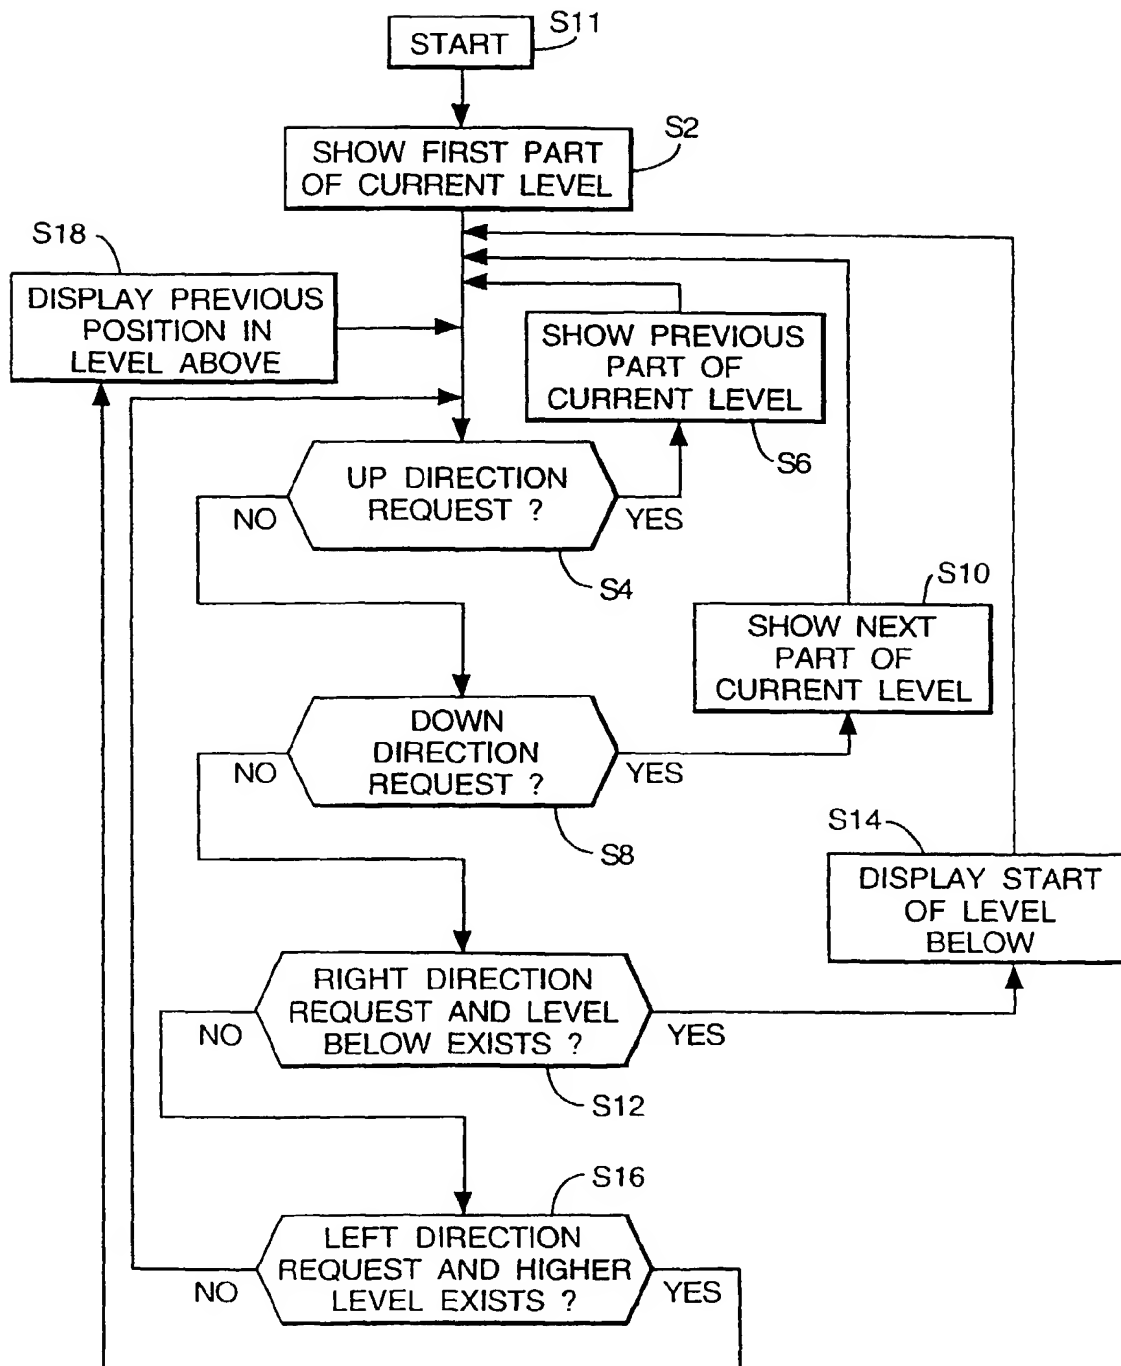 START
S11
SHOW FIRST PART
OF CURRENT LEVEL
S2
S18
DISPLAY PREVIOUS
POSITION IN
LEVEL ABOVE
SHOW PREVIOUS
PART OF
CURRENT LEVEL
S6
UP DIRECTION
REQUEST ?
NO
YES
S4
S10
SHOW NEXT
PART OF
CURRENT LEVEL
DOWN
DIRECTION
REQUEST ?
NO
YES
S8
S14
DISPLAY START
OF LEVEL
BELOW
RIGHT DIRECTION
REQUEST AND LEVEL
BELOW EXISTS ?
NO
YES
S12
S16
LEFT DIRECTION
REQUEST AND HIGHER
LEVEL EXISTS ?
NO
YES